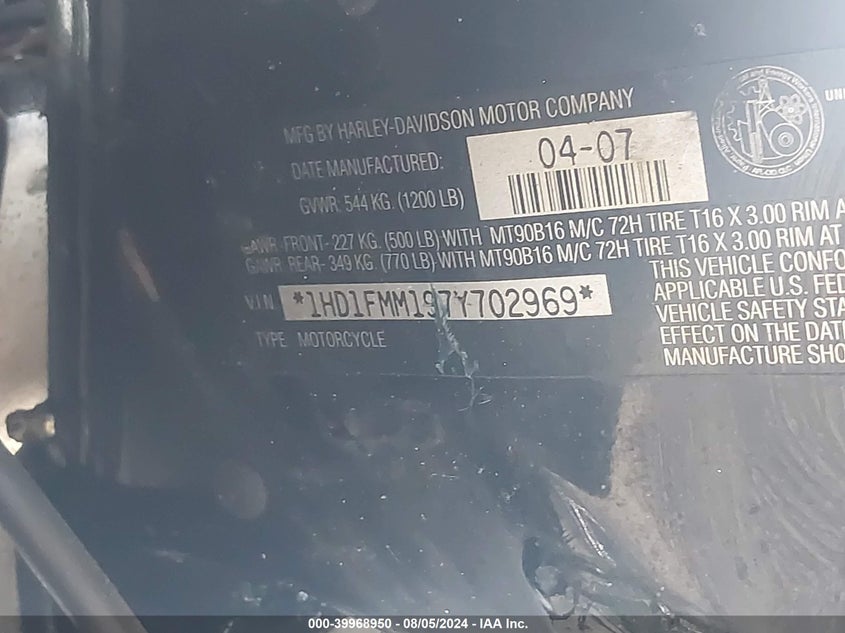 MFG BY HARLEY-DAVIDSON MOTOR COMPANY
DATE MANUFACTURED: 04-07
GVWR 544 KG. (1200 LB)
GAWR FRONT- 227 KG. (500 LB)-WITH MT90B16 M/C 72H TIRE T16 X 3.00 RIM A
GAWR REAR- 349 KG. (770 LB)-WITH MT90B16 M/C 72H TIRE T16 X 3.00 RIM AT
V.I.N. *1HD1FMM197Y702969*
TYPE MOTORCYCLE
UNI
THIS VEHICLE CONFO
APPLICABLE U.S. FED
VEHICLE SAFETY STA
EFFECT ON THE DATE
MANUFACTURE SHO
000-39968950 - 08/05/2024 - IAA Inc.